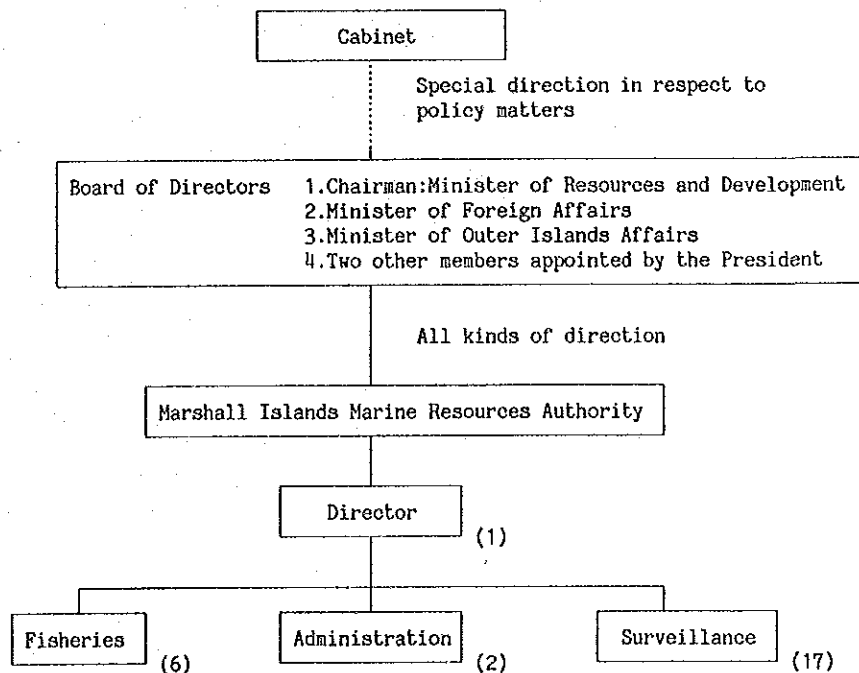 Cabinet
Special direction in respect to
policy matters
Board of Directors 1.Chairman:Minister of Resources and Development
2.Minister of Foreign Affairs
3.Minister of Outer Islands Affairs
4.Two other members appointed by the President
All kinds of direction
Marshall Islands Marine Resources Authority
Director
(1)
Fisheries Administration Surveillance
(6) (2) (17)